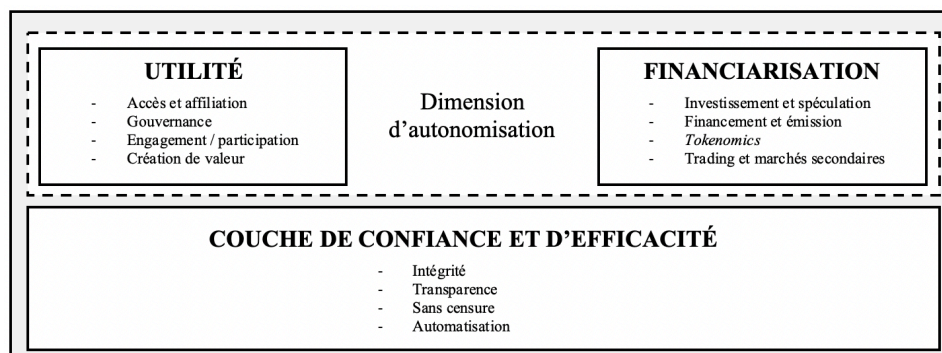 UTILITÉ
- Accès et affiliation
- Gouvernance
- Engagement / participation
- Création de valeur
Dimension
d’autonomisation
FINANCIARISATION
- Investissement et spéculation
- Financement et émission
- Tokenomics
- Trading et marchés secondaires
COUCHE DE CONFIANCE ET D’EFFICACITÉ
- Intégrité
- Transparence
- Sans censure
- Automatisation